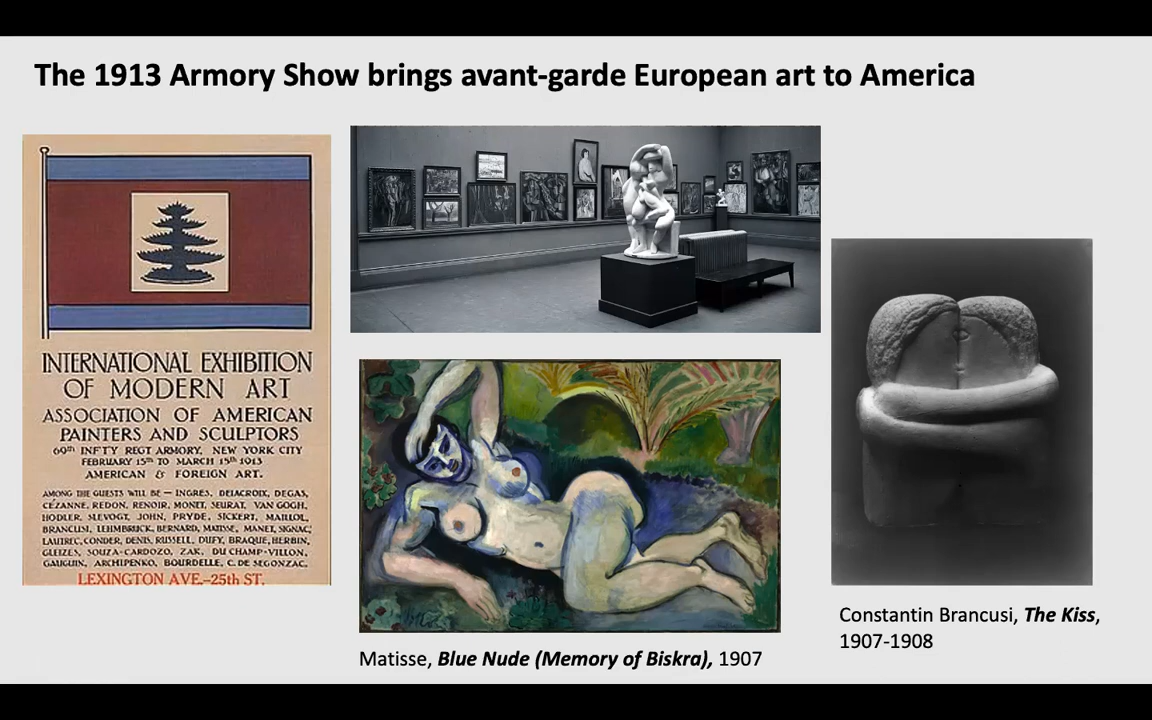 The 1913 Armory Show brings avant-garde European art to America
INTERNATIONAL EXHIBITION
OF MODERN ART
ASSOCIATION OF AMERICAN
PAINTERS AND SCULPTORS
69th INFTY REGT ARMORY, NEW YORK CITY
FEBRUARY 15th TO MARCH 15th 1913
AMERICAN & FOREIGN ART.
AMONG THE GUESTS WILL BE — INGRES, DELACROIX, DEGAS,
CÉZANNE, REDON, RENOIR, MONET, SEURAT, VAN GOGH,
HODLER, SLEVOGT, JOHN, PRYDE, SICKERT, MAILLOL,
BRANCUSI, LEHMBRUCK, BERNARD, MATISSE, MANET, SIGNAC,
LAUTREC, CONDER, DENIS, RUSSELL, DUFY, BRAQUE, HERBIN,
GLEIZES, SOUZA-CARDOZO, ZAK, DU CHAMP-VILLON,
GAUGUIN, ARCHIPENKO, BOURDELLE, C. DE SEGONZAC.
LEXINGTON AVE.–25th ST.
Matisse, Blue Nude (Memory of Biskra), 1907
Constantin Brancusi, The Kiss,
1907-1908